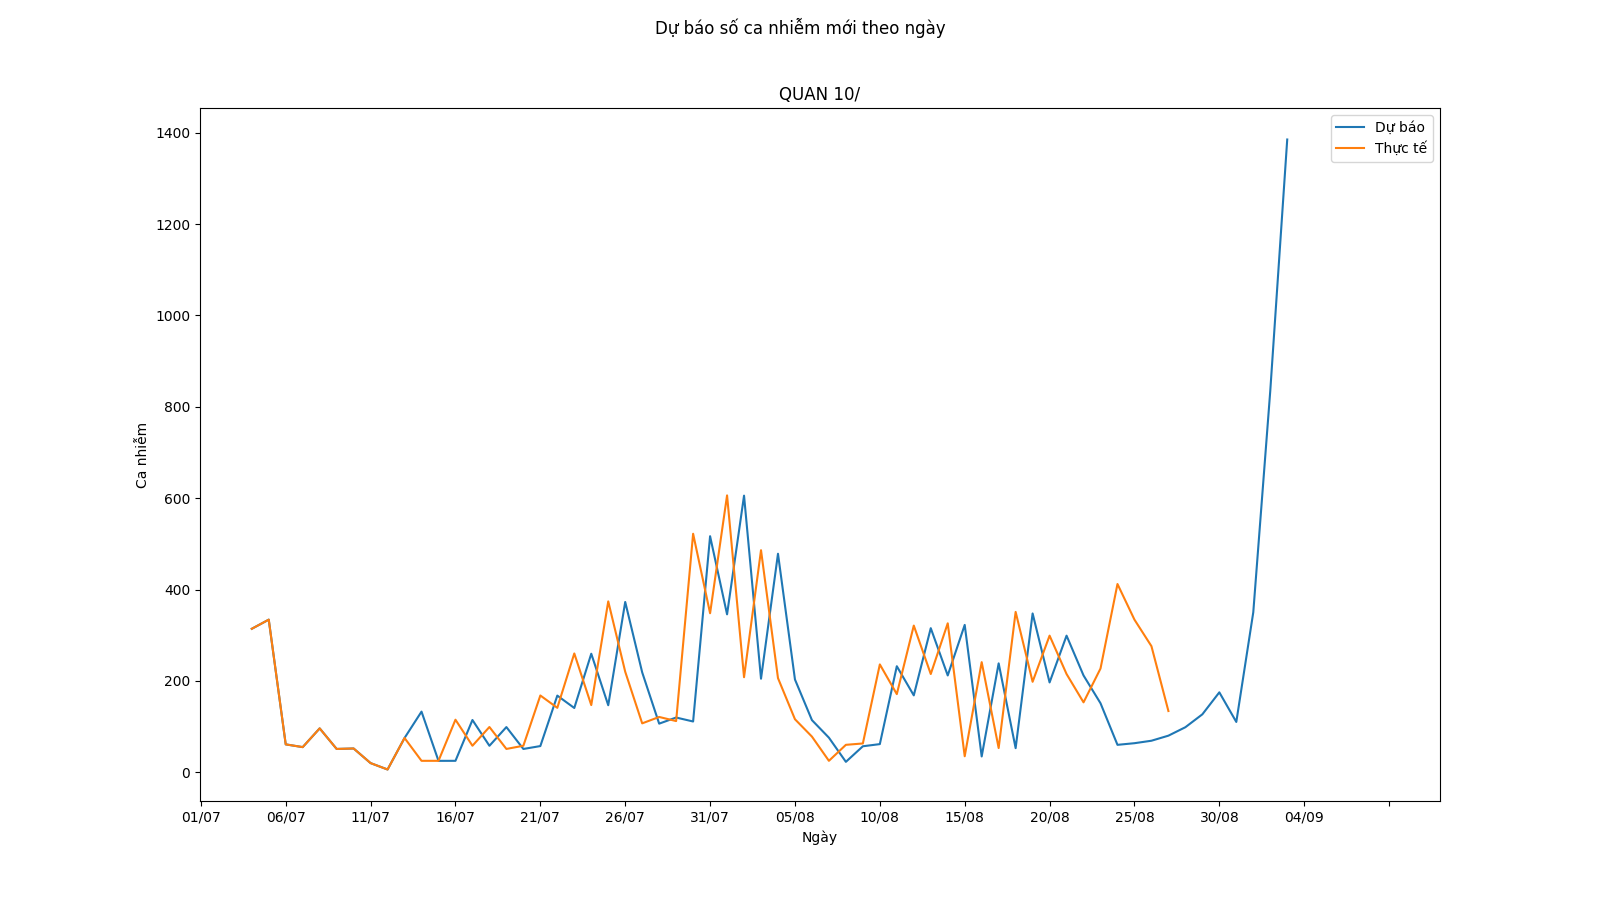 Dự báo số ca nhiễm mới theo ngày
QUAN 10/
Dự báo
Thực tế
1400
1200
1000
800
600
400
200
0
Ca nhiễm
01/07 06/07 11/07 16/07 21/07 26/07 31/07 05/08 10/08 15/08 20/08 25/08 30/08 04/09
Ngày